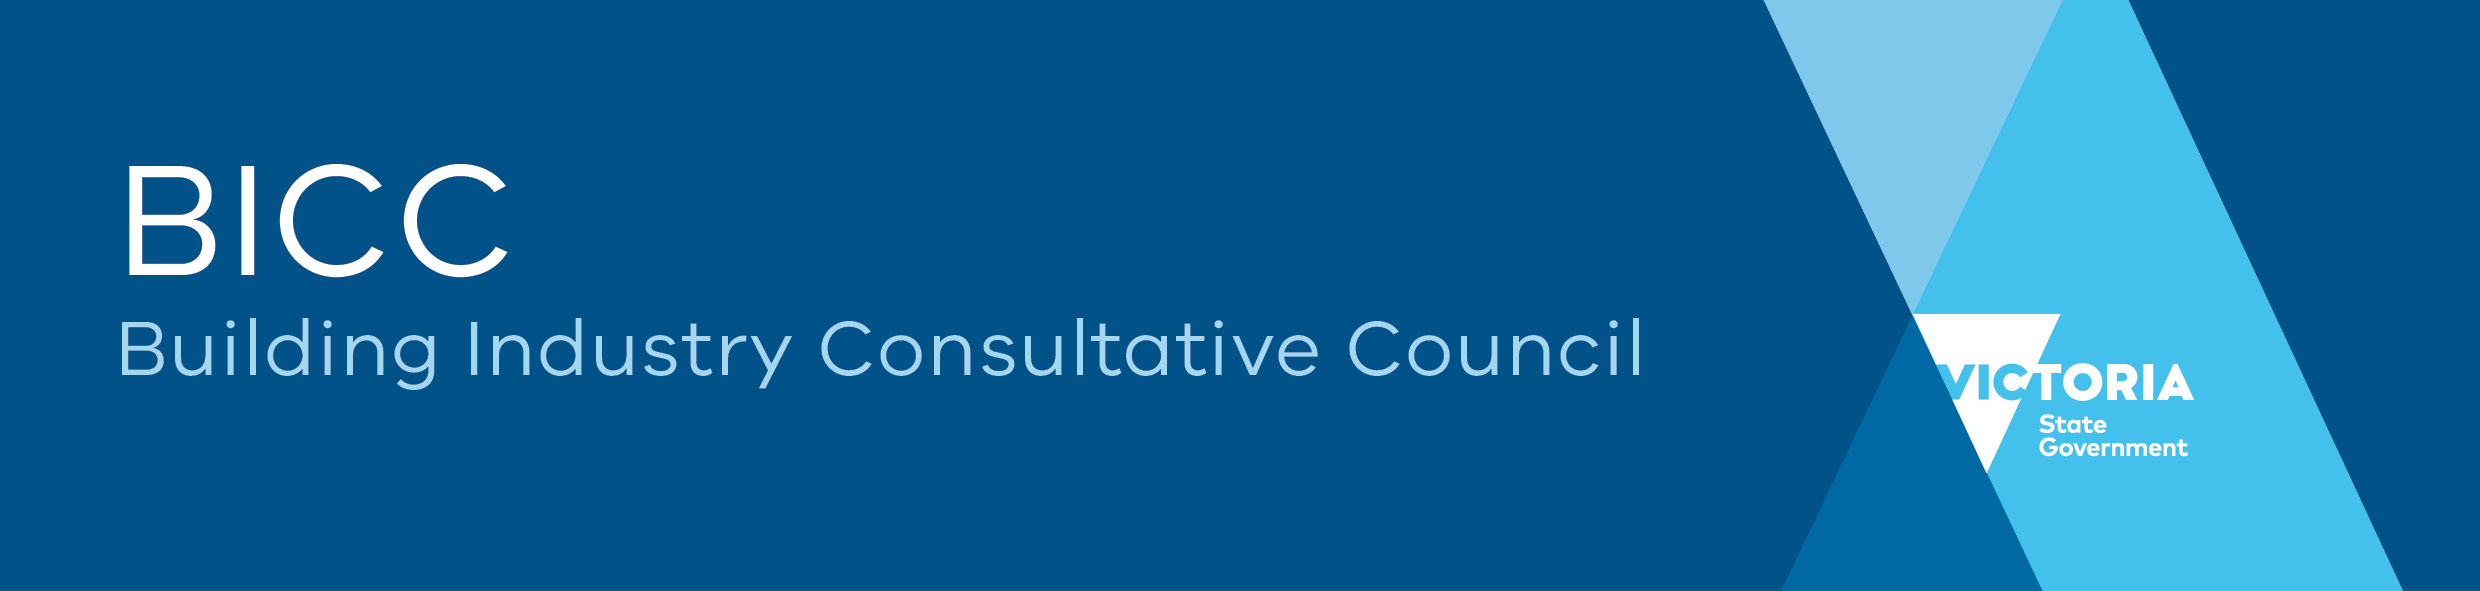 BICC
Building Industry Consultative Council
VICTORIA
State
Government